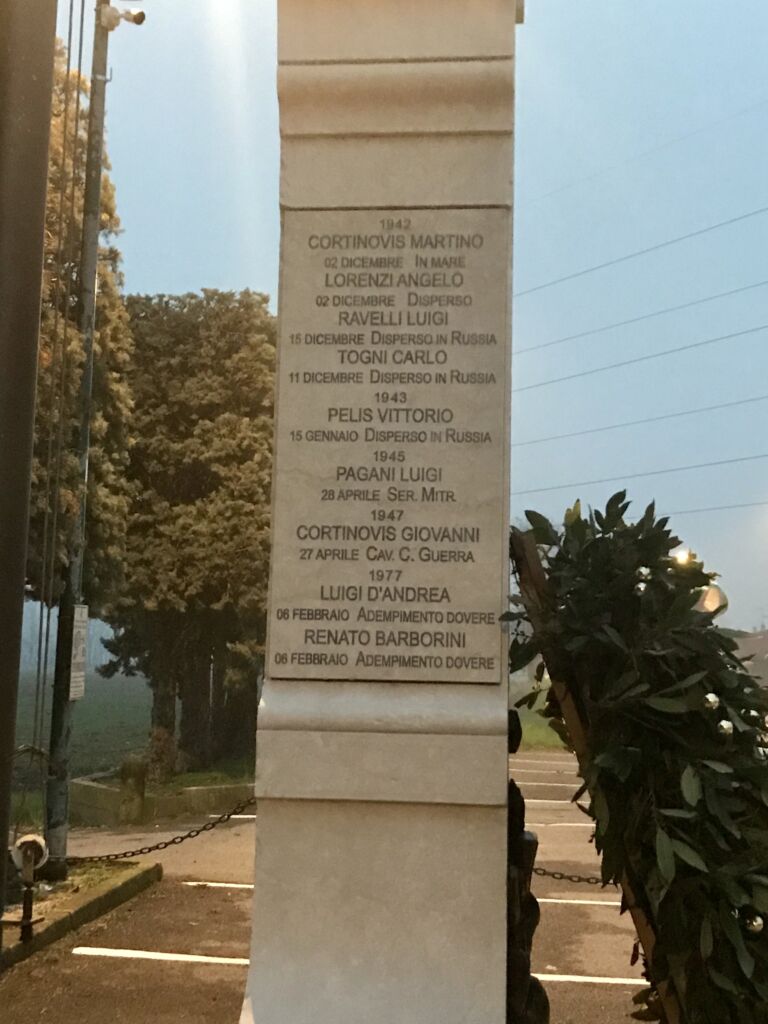 1942
CORTINOVIS MARTINO
02 DICEMBRE IN MARE
LORENZI ANGELO
02 DICEMBRE DISPERSO
RAVELLI LUIGI
15 DICEMBRE DISPERSO IN RUSSIA
TOGNI CARLO
11 DICEMBRE DISPERSO IN RUSSIA
1943
PELIS VITTORIO
15 GENNAIO DISPERSO IN RUSSIA
1945
PAGANI LUIGI
28 APRILE SER. MITR.
1947
CORTINOVIS GIOVANNI
27 APRILE CAV. C. GUERRA
1977
LUIGI D'ANDREA
06 FEBBRAIO ADEMPIMENTO DOVERE
RENATO BARBORINI
06 FEBBRAIO ADEMPIMENTO DOVERE